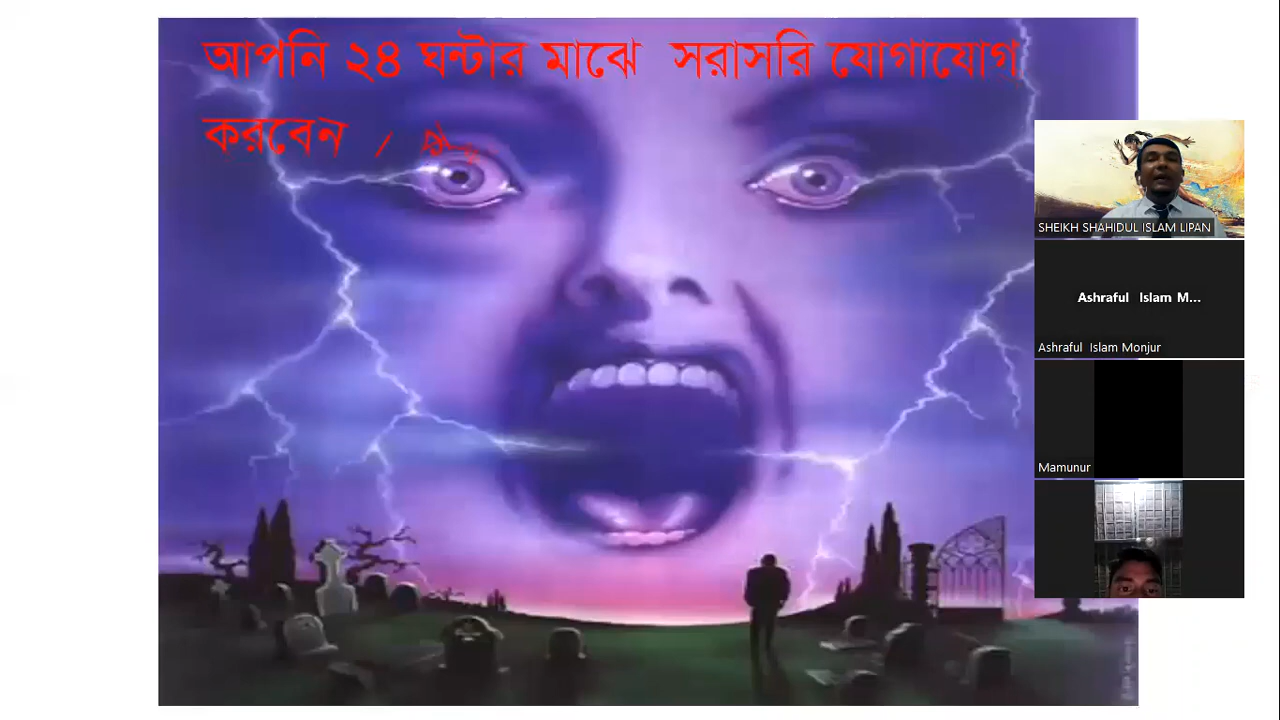 আপনি ২৪ ঘন্টার মাঝে সরাসরি যোগাযোগ
করবেন /
SHEIKH SHAHIDUL ISLAM LIPAN
Ashraful Islam M...
Ashraful Islam Monjur
Mamunur